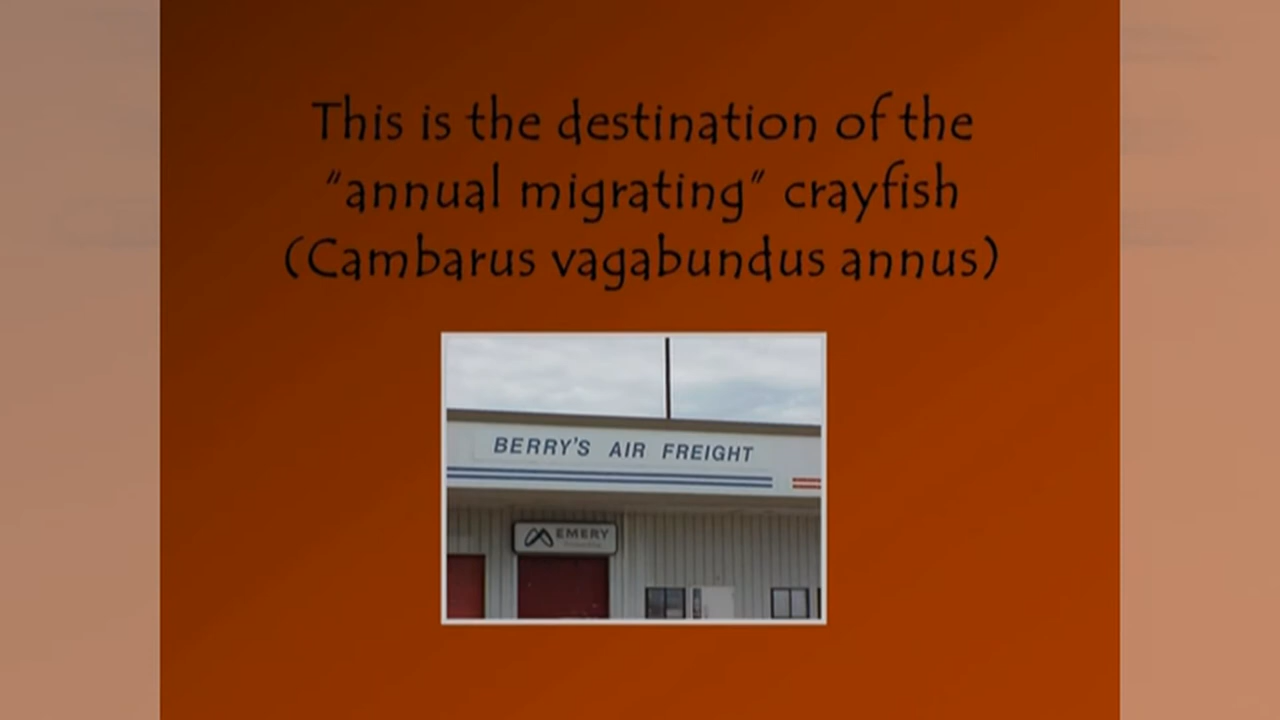 This is the destination of the
"annual migrating" crayfish
(Cambarus vagabundus annus)
BERRY'S AIR FREIGHT
EMERY